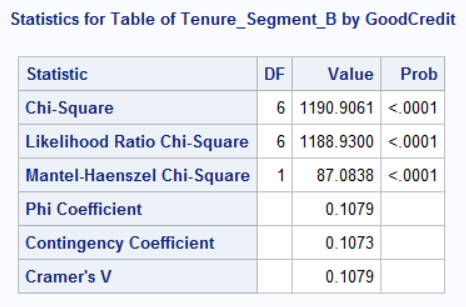 Statistics for Table of Tenure_Segment_B by GoodCredit
Statistic DF Value Prob
Chi-Square 6 1190.9061 <.0001
Likelihood Ratio Chi-Square 6 1188.9300 <.0001
Mantel-Haenszel Chi-Square 1 87.0838 <.0001
Phi Coefficient 0.1079
Contingency Coefficient 0.1073
Cramer's V 0.1079